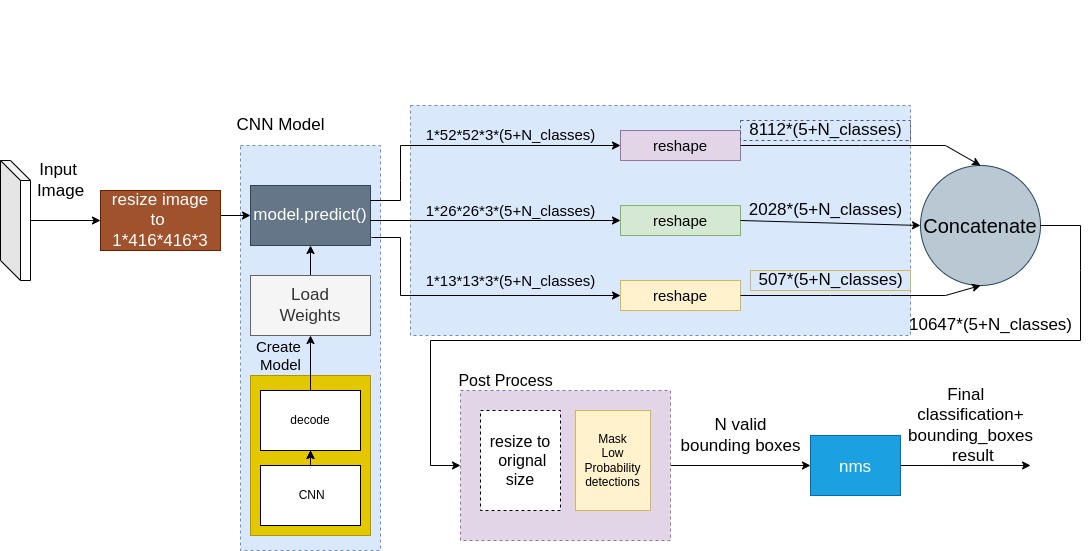 CNN Model
Input
Image
resize image
to
1*416*416*3
model.predict()
Load
Weights
Create
Model
decode
CNN
1*52*52*3*(5+N_classes)
reshape
8112*(5+N_classes)
1*26*26*3*(5+N_classes)
reshape
2028*(5+N_classes)
1*13*13*3*(5+N_classes)
reshape
507*(5+N_classes)
Concatenate
10647*(5+N_classes)
Post Process
resize to
orignal
size
Mask
Low
Probability
detections
N valid
bounding boxes
nms
Final
classification+
bounding_boxes
result